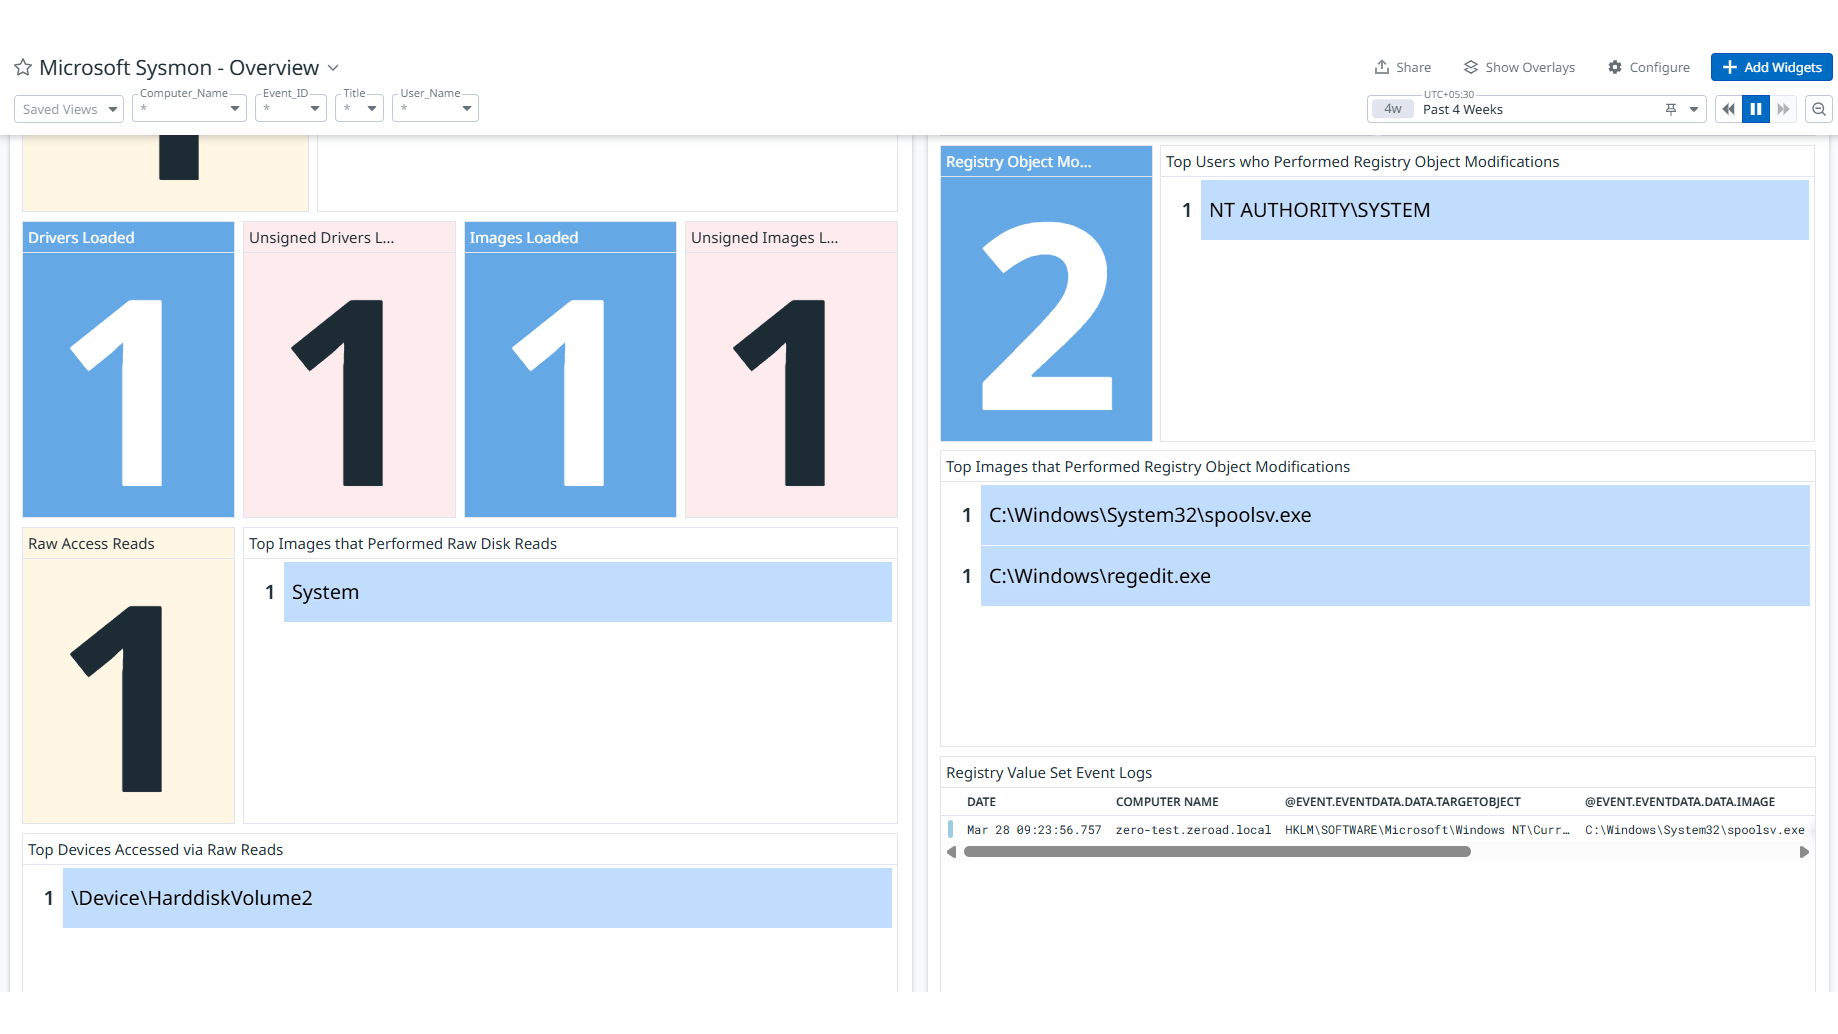 Microsoft Sysmon - Overview
Share
Show Overlays
Configure
Add Widgets
Saved Views
Computer_Name
*
Event_ID
*
Title
*
User_Name
*
UTC+05:30
4w
Past 4 Weeks
Drivers Loaded
1
Unsigned Drivers L...
1
Images Loaded
1
Unsigned Images L...
1
Raw Access Reads
1
Top Images that Performed Raw Disk Reads
1 System
Top Devices Accessed via Raw Reads
1 \Device\HarddiskVolume2
Registry Object Mo...
2
Top Users who Performed Registry Object Modifications
1 NT AUTHORITY\SYSTEM
Top Images that Performed Registry Object Modifications
1 C:\Windows\System32\spoolsv.exe
1 C:\Windows\regedit.exe
Registry Value Set Event Logs
DATE COMPUTER NAME @EVENT.EVENTDATA.DATA.TARGETOBJECT @EVENT.EVENTDATA.DATA.IMAGE
Mar 28 09:23:56.757 zero-test.zeroad.local HKLM\SOFTWARE\Microsoft\Windows NT\Curr… C:\Windows\System32\spoolsv.exe